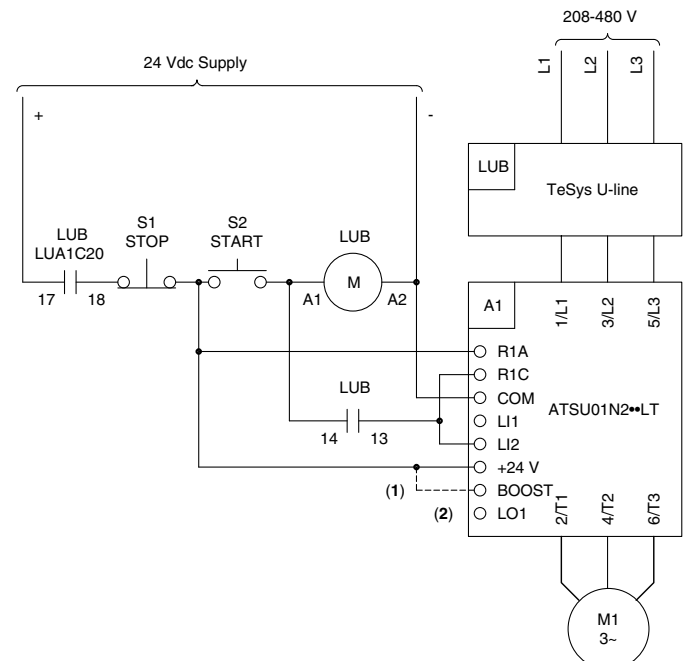 208-480 V
24 Vdc Supply
L1
L2
L3
+
-
LUB
TeSys U-line
LUB
LUA1C20
S1
STOP
S2
START
LUB
M
17
18
A1
A2
A1
1/L1
3/L2
5/L3
R1A
R1C
COM
LI1
LI2
+24 V
BOOST
LO1
ATSU01N2••LT
LUB
14
13
(1)
(2)
2/T1
4/T2
6/T3
M1
3~